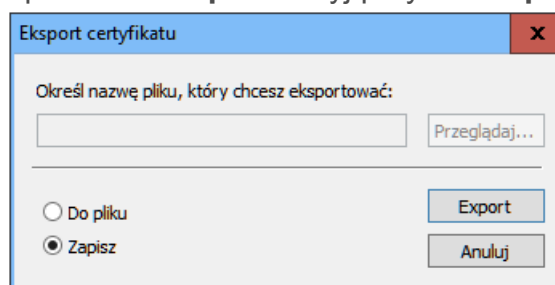 Eksport certyfikatu
x
Określ nazwę pliku, który chcesz eksportować:
Przeglądaj...
Do pliku
Export
Zapisz
Anuluj